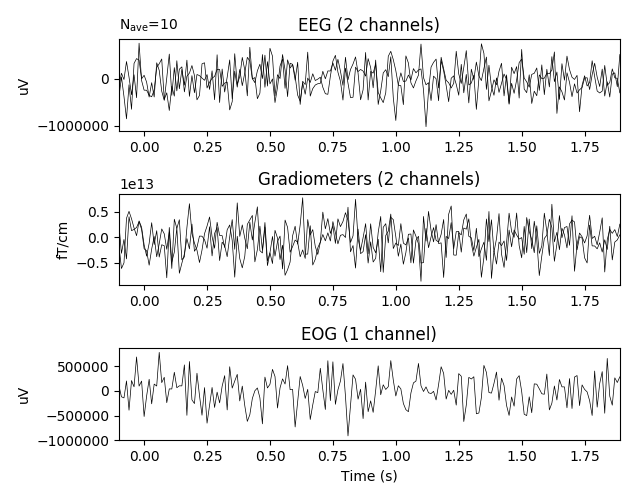 N_ave=10
EEG (2 channels)
uV
0
−1000000
0.00 0.25 0.50 0.75 1.00 1.25 1.50 1.75
1e13
Gradiometers (2 channels)
fT/cm
0.5
0.0
−0.5
0.00 0.25 0.50 0.75 1.00 1.25 1.50 1.75
EOG (1 channel)
uV
500000
0
−500000
−1000000
0.00 0.25 0.50 0.75 1.00 1.25 1.50 1.75
Time (s)